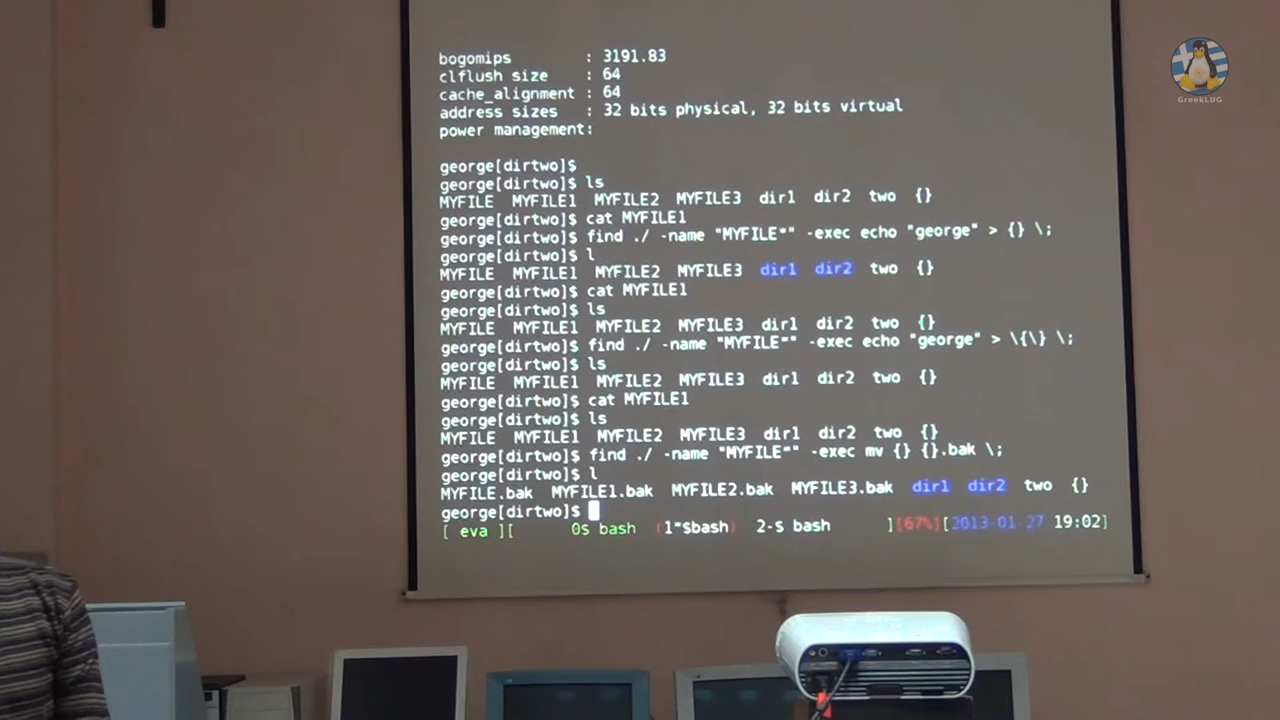 bogomips : 3191.83
clflush size : 64
cache_alignment : 64
address sizes : 32 bits physical, 32 bits virtual
power management:
george[dirtwo]$
george[dirtwo]$ ls
MYFILE MYFILE1 MYFILE2 MYFILE3 dir1 dir2 two {}
george[dirtwo]$ cat MYFILE1
george[dirtwo]$ find ./ -name "MYFILE*" -exec echo "george" > {} \;
george[dirtwo]$ l
MYFILE MYFILE1 MYFILE2 MYFILE3 dir1 dir2 two {}
george[dirtwo]$ cat MYFILE1
george[dirtwo]$ ls
MYFILE MYFILE1 MYFILE2 MYFILE3 dir1 dir2 two {}
george[dirtwo]$ find ./ -name "MYFILE*" -exec echo "george" > \{\} \;
george[dirtwo]$ ls
MYFILE MYFILE1 MYFILE2 MYFILE3 dir1 dir2 two {}
george[dirtwo]$ cat MYFILE1
george[dirtwo]$ ls
MYFILE MYFILE1 MYFILE2 MYFILE3 dir1 dir2 two {}
george[dirtwo]$ find ./ -name "MYFILE*" -exec mv {} {}.bak \;
george[dirtwo]$ l
MYFILE.bak MYFILE1.bak MYFILE2.bak MYFILE3.bak dir1 dir2 two {}
george[dirtwo]$
[ eva ][ 0$ bash (1*$bash) 2-$ bash ][67%][2013-01-27 19:02]
GreekLUG